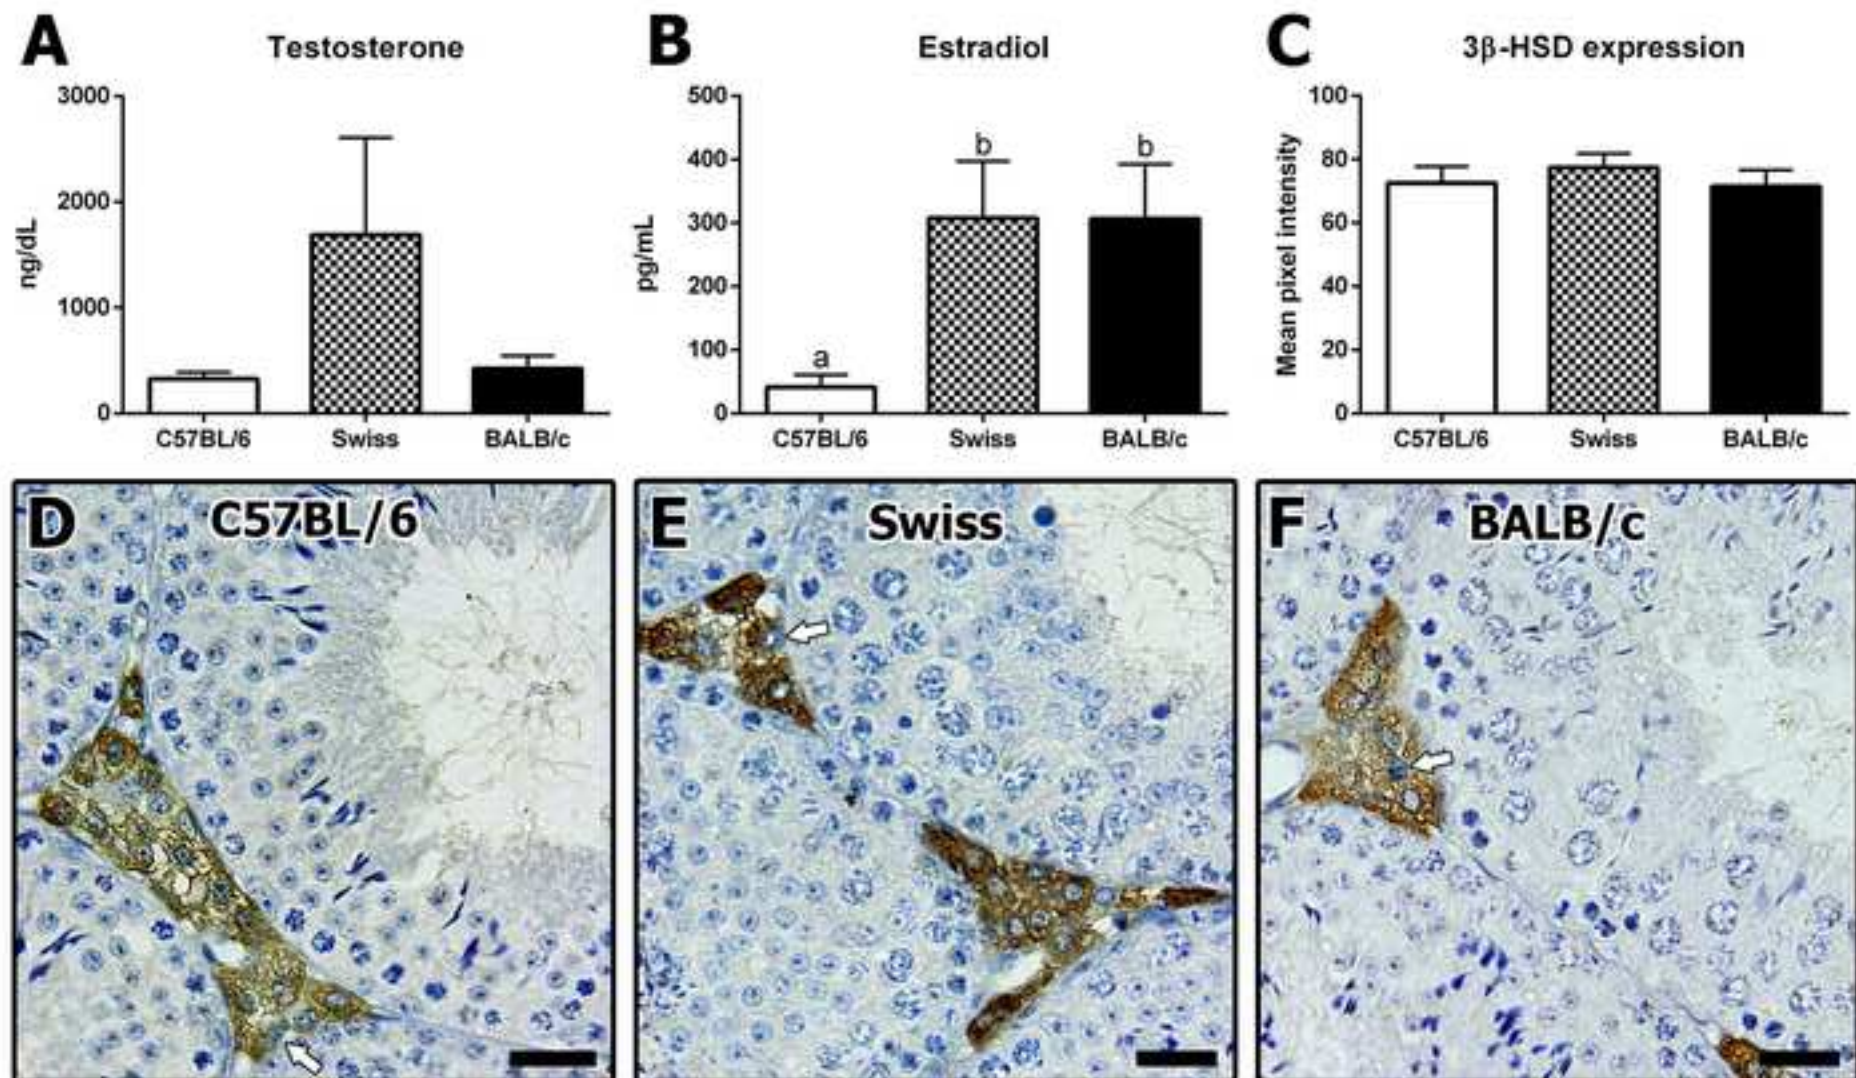 A
Testosterone
3000
2000
1000
0
ng/dL
C57BL/6
Swiss
BALB/c
B
Estradiol
500
400
300
200
100
0
pg/mL
a
b
b
C57BL/6
Swiss
BALB/c
C
3β-HSD expression
100
80
60
40
20
0
Mean pixel intensity
C57BL/6
Swiss
BALB/c
D
C57BL/6
E
Swiss
F
BALB/c